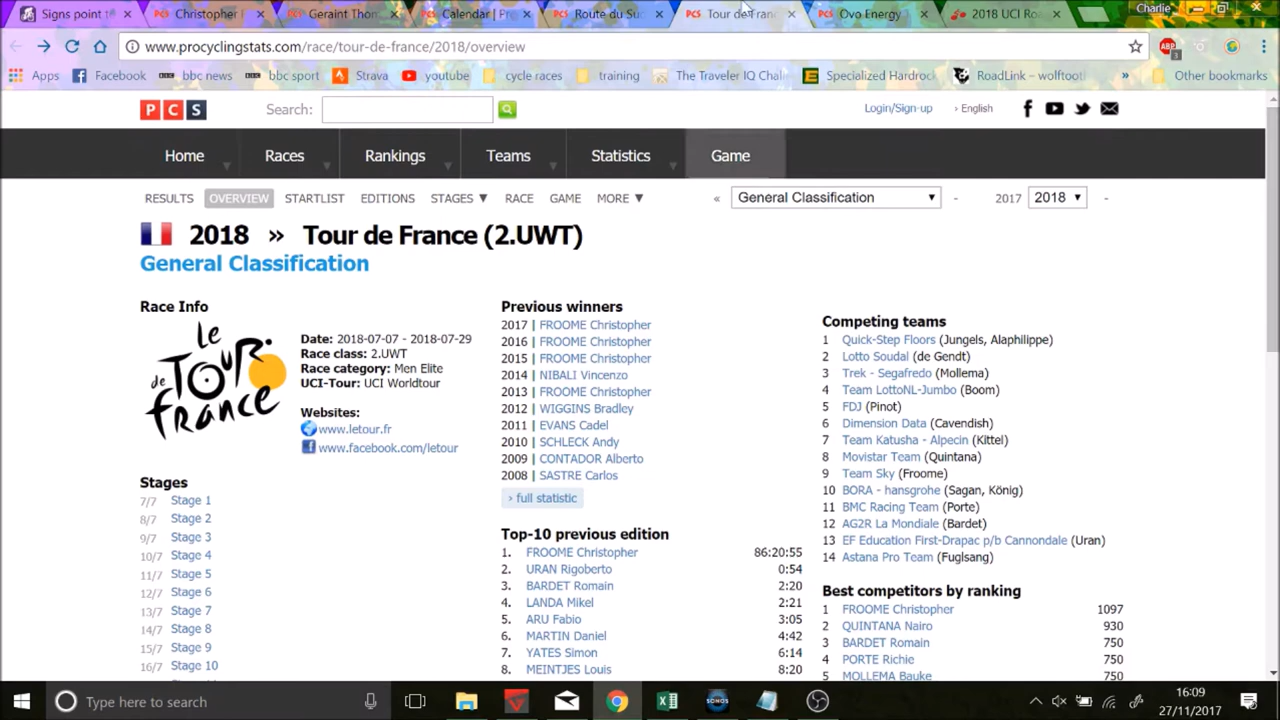 Signs point t
Christopher
Geraint Thom
Calendar | Pro
Route du Su
Tour de Franc
Ovo Energy
2018 UCI Roa
Charlie
www.procyclingstats.com/race/tour-de-france/2018/overview
Apps Facebook bbc news bbc sport Strava youtube cycle races training The Traveler IQ Chall Specialized Hardrock RoadLink – wolftoot » Other bookmarks
PCS Search: Login/Sign-up › English
Home Races Rankings Teams Statistics Game
RESULTS OVERVIEW STARTLIST EDITIONS STAGES ▼ RACE GAME MORE ▼ « General Classification - 2017 2018 -
2018 » Tour de France (2.UWT)
General Classification
Race Info
le TOUR de france
Date: 2018-07-07 - 2018-07-29
Race class: 2.UWT
Race category: Men Elite
UCI-Tour: UCI Worldtour
Websites:
www.letour.fr
www.facebook.com/letour
Stages
7/7 Stage 1
8/7 Stage 2
9/7 Stage 3
10/7 Stage 4
11/7 Stage 5
12/7 Stage 6
13/7 Stage 7
14/7 Stage 8
15/7 Stage 9
16/7 Stage 10
Previous winners
2017 | FROOME Christopher
2016 | FROOME Christopher
2015 | FROOME Christopher
2014 | NIBALI Vincenzo
2013 | FROOME Christopher
2012 | WIGGINS Bradley
2011 | EVANS Cadel
2010 | SCHLECK Andy
2009 | CONTADOR Alberto
2008 | SASTRE Carlos
› full statistic
Top-10 previous edition
1. FROOME Christopher 86:20:55
2. URAN Rigoberto 0:54
3. BARDET Romain 2:20
4. LANDA Mikel 2:21
5. ARU Fabio 3:05
6. MARTIN Daniel 4:42
7. YATES Simon 6:14
8. MEINTJES Louis 8:20
Competing teams
1 Quick-Step Floors (Jungels, Alaphilippe)
2 Lotto Soudal (de Gendt)
3 Trek - Segafredo (Mollema)
4 Team LottoNL-Jumbo (Boom)
5 FDJ (Pinot)
6 Dimension Data (Cavendish)
7 Team Katusha - Alpecin (Kittel)
8 Movistar Team (Quintana)
9 Team Sky (Froome)
10 BORA - hansgrohe (Sagan, König)
11 BMC Racing Team (Porte)
12 AG2R La Mondiale (Bardet)
13 EF Education First-Drapac p/b Cannondale (Uran)
14 Astana Pro Team (Fuglsang)
Best competitors by ranking
1 FROOME Christopher 1097
2 QUINTANA Nairo 930
3 BARDET Romain 750
4 PORTE Richie 750
5 MOLLEMA Bauke 750
Type here to search
SONOS
16:09
27/11/2017